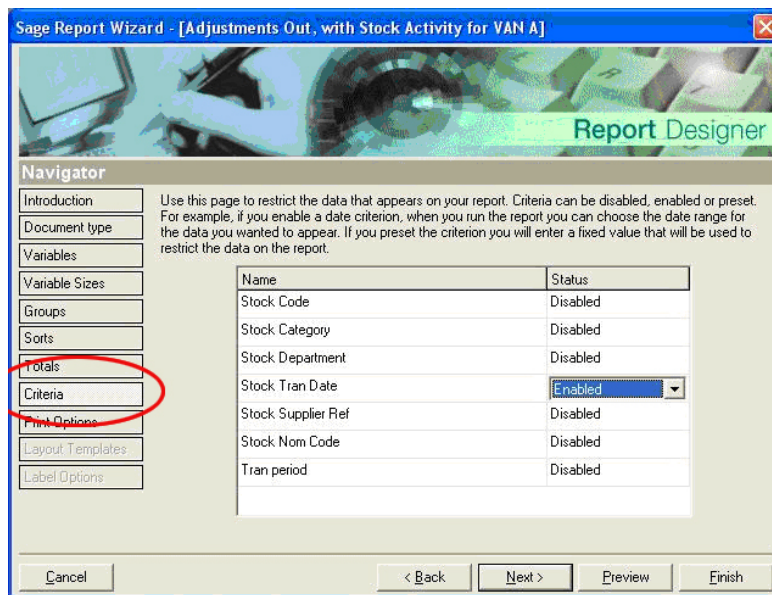 Sage Report Wizard - [Adjustments Out, with Stock Activity for VAN A]
Report Designer
Navigator
Introduction
Document type
Variables
Variable Sizes
Groups
Sorts
Totals
Criteria
Print Options
Layout Templates
Label Options
Use this page to restrict the data that appears on your report. Criteria can be disabled, enabled or preset.
For example, if you enable a date criterion, when you run the report you can choose the date range for
the data you wanted to appear. If you preset the criterion you will enter a fixed value that will be used to
restrict the data on the report.
Name Status
Stock Code Disabled
Stock Category Disabled
Stock Department Disabled
Stock Tran Date Enabled
Stock Supplier Ref Disabled
Stock Nom Code Disabled
Tran period Disabled
Cancel < Back Next > Preview Finish